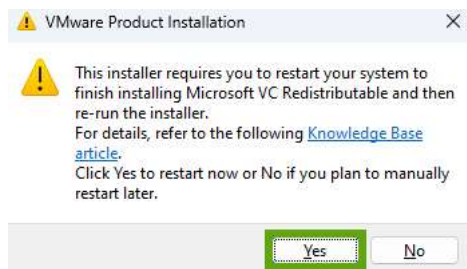 VMware Product Installation
This installer requires you to restart your system to
finish installing Microsoft VC Redistributable and then
re-run the installer.
For details, refer to the following Knowledge Base
article.
Click Yes to restart now or No if you plan to manually
restart later.
Yes No